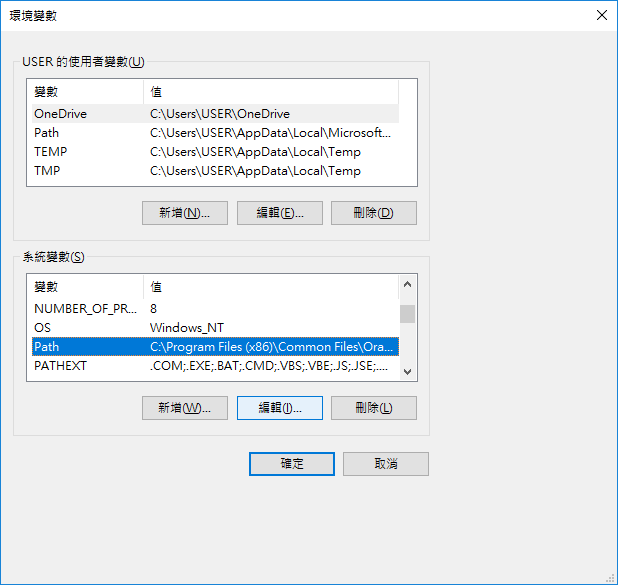 環境變數
USER 的使用者變數(U)
變數 值
OneDrive C:\Users\USER\OneDrive
Path C:\Users\USER\AppData\Local\Microsoft...
TEMP C:\Users\USER\AppData\Local\Temp
TMP C:\Users\USER\AppData\Local\Temp
新增(N)... 編輯(E)... 刪除(D)
系統變數(S)
變數 值
NUMBER_OF_PR... 8
OS Windows_NT
Path C:\Program Files (x86)\Common Files\Ora...
PATHEXT .COM;.EXE;.BAT;.CMD;.VBS;.VBE;.JS;.JSE;....
新增(W)... 編輯(I)... 刪除(L)
確定 取消